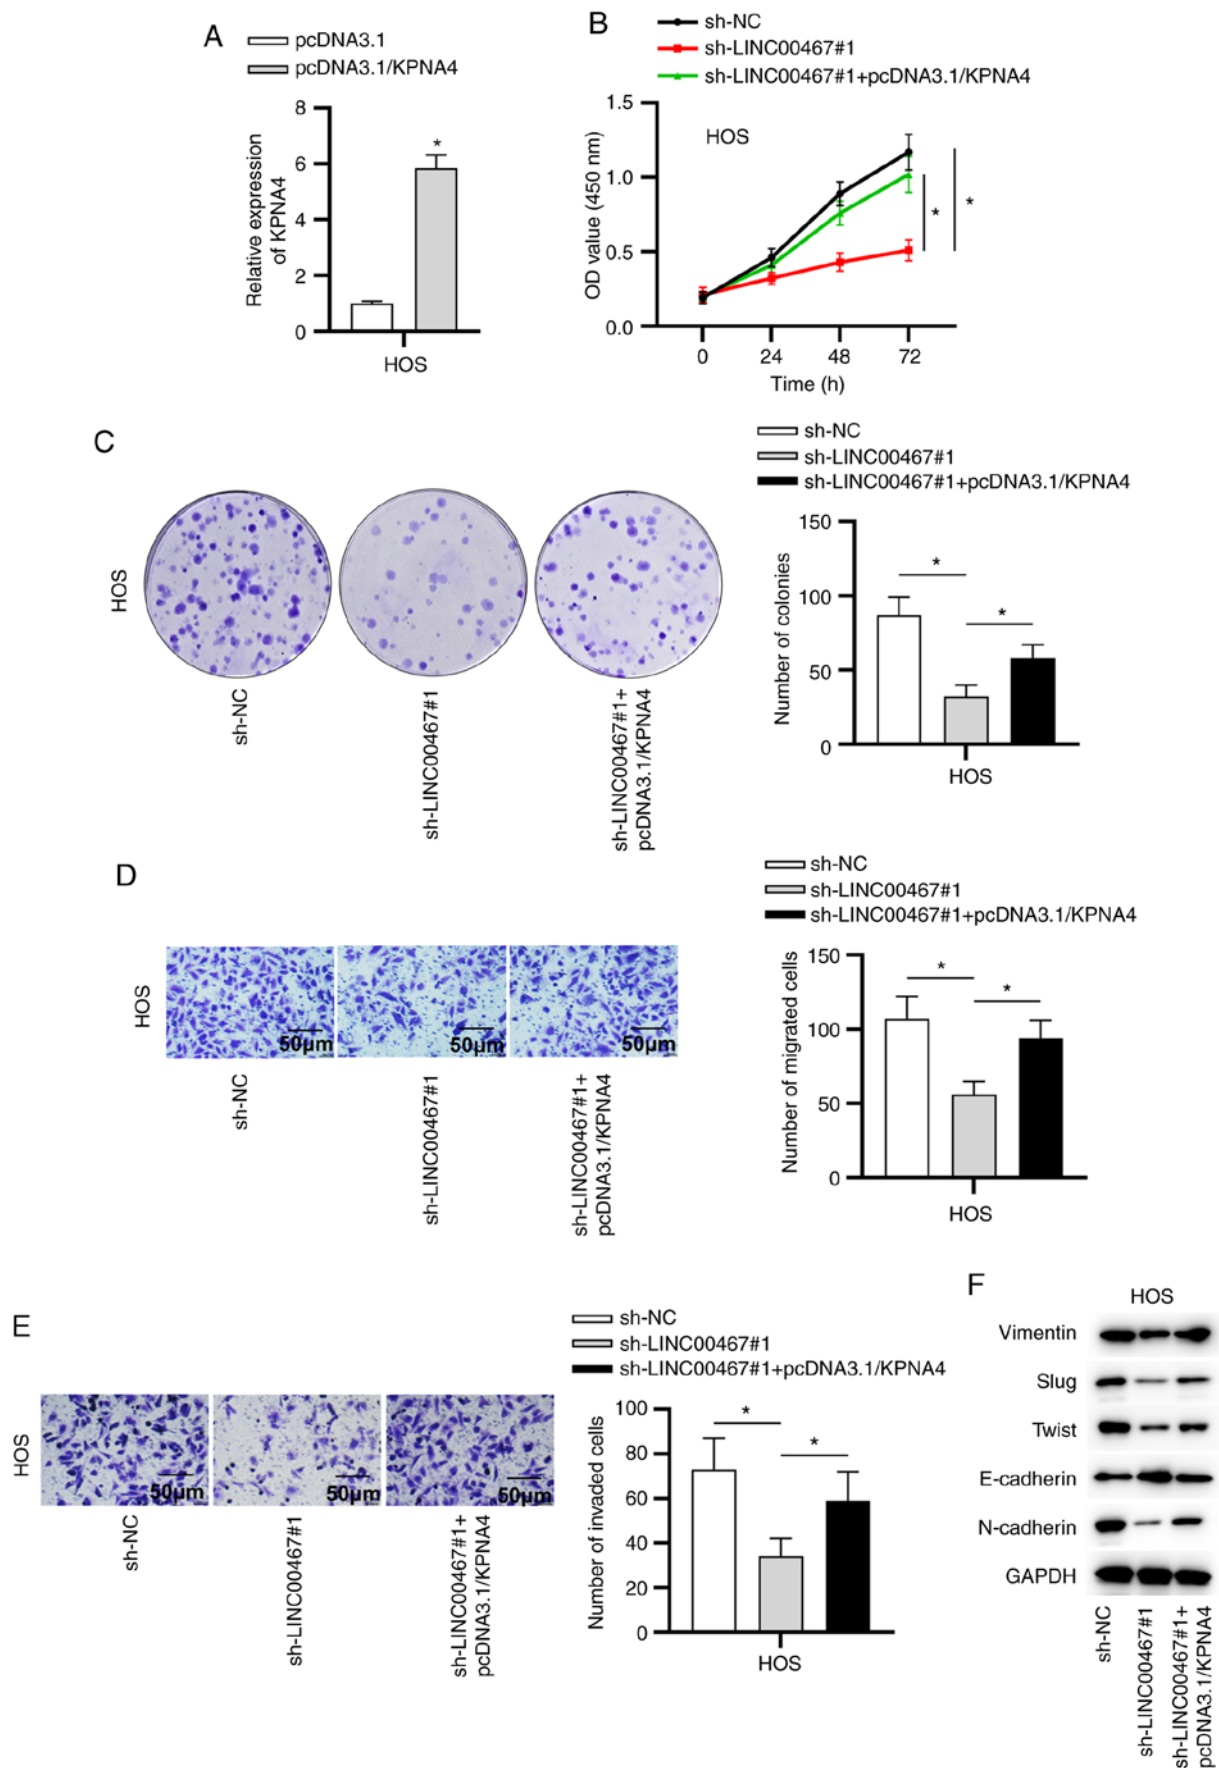 A
pcDNA3.1
pcDNA3.1/KPNA4
Relative expression
of KPNA4
8
6
4
2
0
*
HOS
B
sh-NC
sh-LINC00467#1
sh-LINC00467#1+pcDNA3.1/KPNA4
OD value (450 nm)
1.5
1.0
0.5
0.0
HOS
*
*
0 24 48 72
Time (h)
C
HOS
sh-NC
sh-LINC00467#1
sh-LINC00467#1+
pcDNA3.1/KPNA4
sh-NC
sh-LINC00467#1
sh-LINC00467#1+pcDNA3.1/KPNA4
Number of colonies
150
100
50
0
*
*
HOS
D
HOS
50μm
50μm
50μm
sh-NC
sh-LINC00467#1
sh-LINC00467#1+
pcDNA3.1/KPNA4
sh-NC
sh-LINC00467#1
sh-LINC00467#1+pcDNA3.1/KPNA4
Number of migrated cells
150
100
50
0
*
*
HOS
E
HOS
50μm
50μm
50μm
sh-NC
sh-LINC00467#1
sh-LINC00467#1+
pcDNA3.1/KPNA4
sh-NC
sh-LINC00467#1
sh-LINC00467#1+pcDNA3.1/KPNA4
Number of invaded cells
100
80
60
40
20
0
*
*
HOS
F
HOS
Vimentin
Slug
Twist
E-cadherin
N-cadherin
GAPDH
sh-NC
sh-LINC00467#1
sh-LINC00467#1+
pcDNA3.1/KPNA4